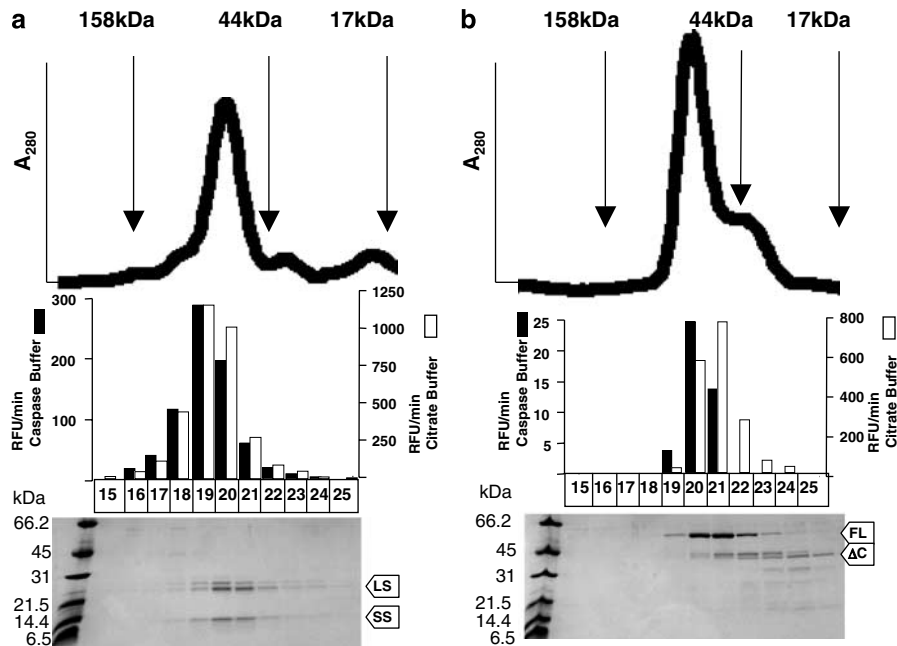 a
158kDa 44kDa 17kDa
A280
300
200
100
RFU/min
Caspase Buffer
1250
1000
750
500
250
RFU/min
Citrate Buffer
15 16 17 18 19 20 21 22 23 24 25
kDa
66.2
45
31
21.5
14.4
6.5
LS
SS
b
158kDa 44kDa 17kDa
A280
25
20
15
10
5
RFU/min
Caspase Buffer
800
600
400
200
RFU/min
Citrate Buffer
15 16 17 18 19 20 21 22 23 24 25
kDa
66.2
45
31
21.5
14.4
6.5
FL
ΔC